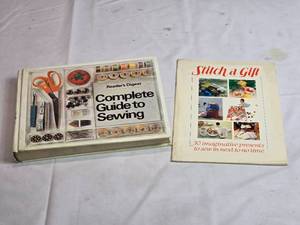 Reader's Digest
Complete
Guide to
Sewing
Stitch a Gift
30 imaginative presents
to sew in next to no time